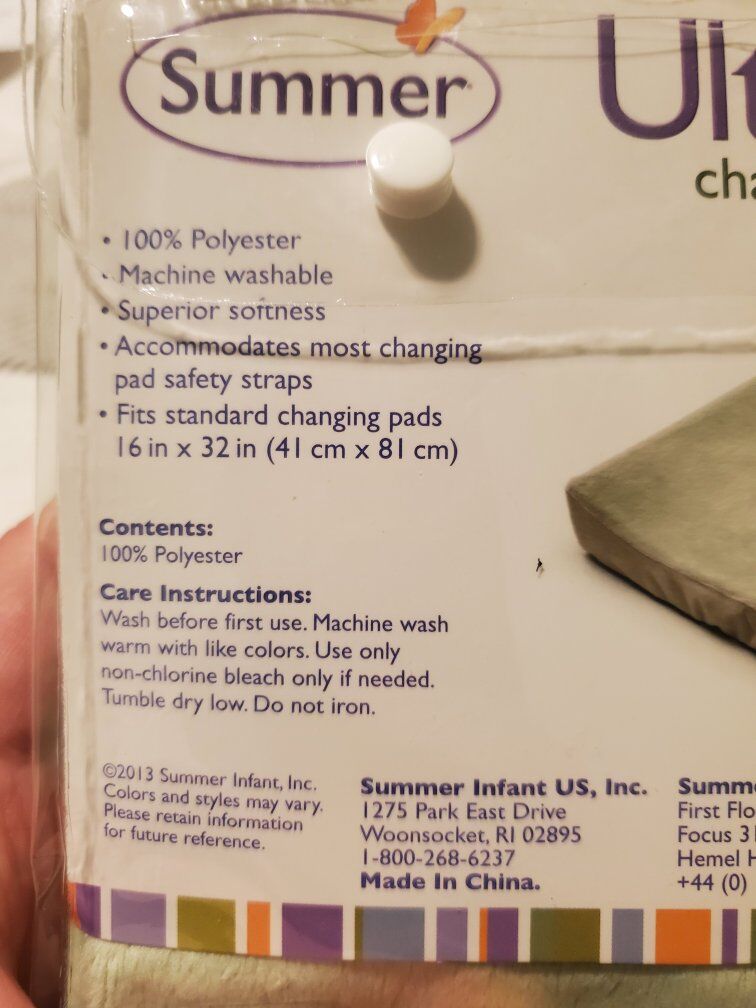 Summer
• 100% Polyester
• Machine washable
• Superior softness
• Accommodates most changing
pad safety straps
• Fits standard changing pads
16 in x 32 in (41 cm x 81 cm)
Contents:
100% Polyester
Care Instructions:
Wash before first use. Machine wash
warm with like colors. Use only
non-chlorine bleach only if needed.
Tumble dry low. Do not iron.
©2013 Summer Infant, Inc.
Colors and styles may vary.
Please retain information
for future reference.
Summer Infant US, Inc.
1275 Park East Drive
Woonsocket, RI 02895
1-800-268-6237
Made In China.
First Flo
Focus 3
Hemel H
+44 (0)